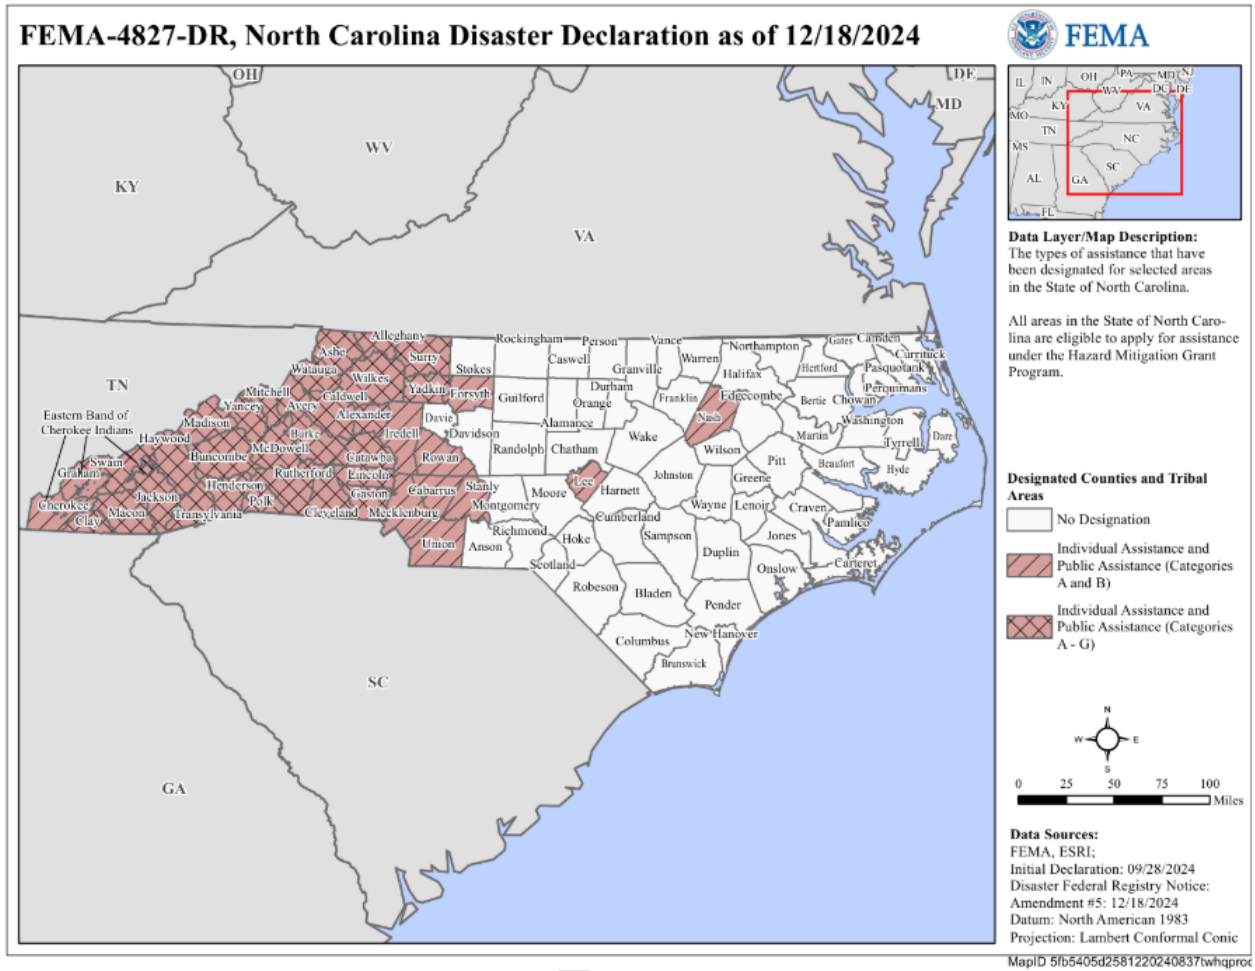 FEMA-4827-DR, North Carolina Disaster Declaration as of 12/18/2024
FEMA
OH
DE
MD
WV
KY
VA
TN
SC
GA
IL
IN
OH
PA
MD
NJ
WV
DC
DE
KY
VA
MO
TN
NC
MS
SC
AL
GA
FL
Data Layer/Map Description:
The types of assistance that have
been designated for selected areas
in the State of North Carolina.
All areas in the State of North Caro-
lina are eligible to apply for assistance
under the Hazard Mitigation Grant
Program.
Eastern Band of
Cherokee Indians
Alleghany
Ashe
Surry
Stokes
Rockingham
Caswell
Person
Granville
Vance
Warren
Northampton
Gates
Camden
Currituck
Hertford
Pasquotank
Perquimans
Halifax
Watauga
Wilkes
Yadkin
Forsyth
Guilford
Durham
Orange
Alamance
Franklin
Nash
Edgecombe
Bertie
Chowan
Washington
Mitchell
Yancey
Avery
Caldwell
Alexander
Davie
Davidson
Iredell
Madison
Haywood
Buncombe
McDowell
Burke
Catawba
Rowan
Randolph
Chatham
Wake
Wilson
Martin
Tyrrell
Dare
Beaufort
Hyde
Pitt
Greene
Johnston
Swain
Graham
Cherokee
Clay
Macon
Jackson
Transylvania
Henderson
Polk
Rutherford
Cleveland
Lincoln
Gaston
Mecklenburg
Cabarrus
Stanly
Montgomery
Moore
Lee
Harnett
Wayne
Lenoir
Craven
Pamlico
Union
Anson
Richmond
Scotland
Hoke
Cumberland
Sampson
Duplin
Jones
Onslow
Carteret
Robeson
Bladen
Pender
Columbus
New Hanover
Brunswick
Designated Counties and Tribal
Areas
No Designation
Individual Assistance and
Public Assistance (Categories
A and B)
Individual Assistance and
Public Assistance (Categories
A - G)
N
W
E
S
0 25 50 75 100
Miles
Data Sources:
FEMA, ESRI;
Initial Declaration: 09/28/2024
Disaster Federal Registry Notice:
Amendment #5: 12/18/2024
Datum: North American 1983
Projection: Lambert Conformal Conic
MapID 5fb5405d2581220240837twhqproc